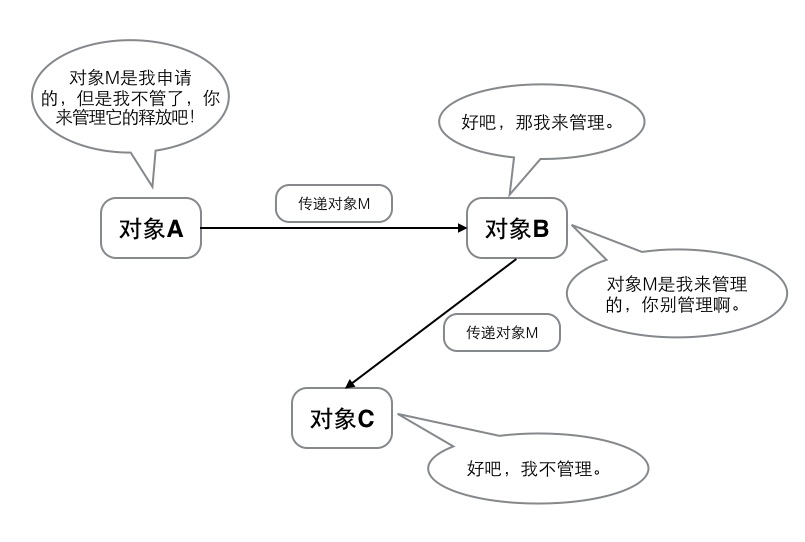 对象M是我申请
的，但是我不管了，你
来管理它的释放吧！
好吧，那我来管理。
传递对象M
对象A
对象B
对象M是我来管理
的，你别管理啊。
传递对象M
对象C
好吧，我不管理。